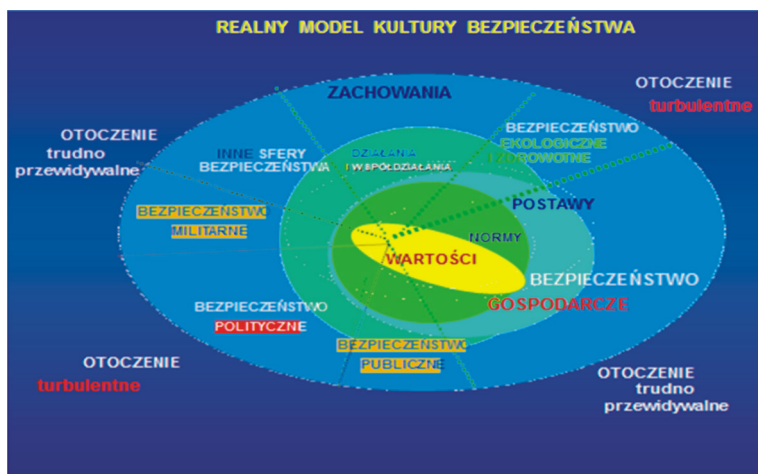 REALNY MODEL KULTURY BEZPIECZEŃSTWA
ZACHOWANIA
OTOCZENIE
turbulentne
OTOCZENIE
trudno
przewidywalne
INNE SFERY
BEZPIECZEŃSTWA
DZIAŁANIA
I WSPÓŁDZIAŁANIA
BEZPIECZEŃSTWO
EKOLOGICZNE
I ZDROWOTNE
POSTAWY
BEZPIECZEŃSTWO
MILITARNE
NORMY
WARTOŚCI
BEZPIECZEŃSTWO
GOSPODARCZE
BEZPIECZEŃSTWO
POLITYCZNE
BEZPIECZEŃSTWO
PUBLICZNE
OTOCZENIE
turbulentne
OTOCZENIE
trudno
przewidywalne